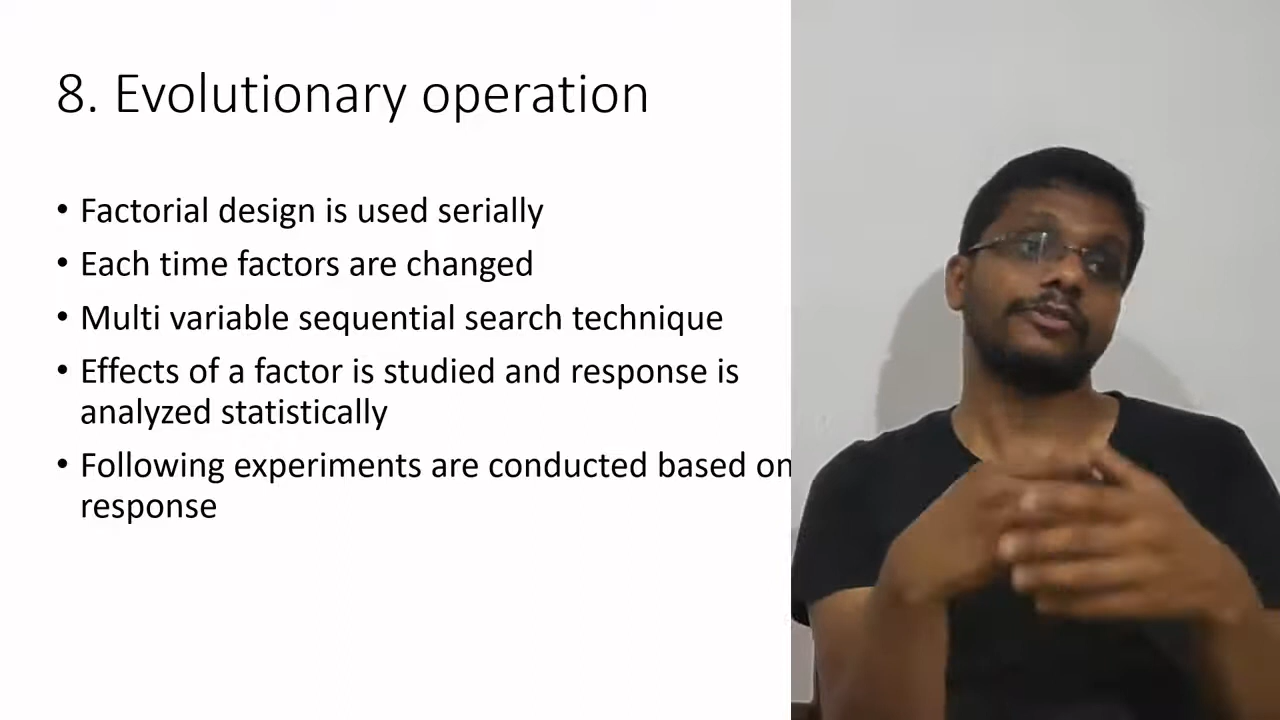 8. Evolutionary operation
• Factorial design is used serially
• Each time factors are changed
• Multi variable sequential search technique
• Effects of a factor is studied and response is
analyzed statistically
• Following experiments are conducted based on
response